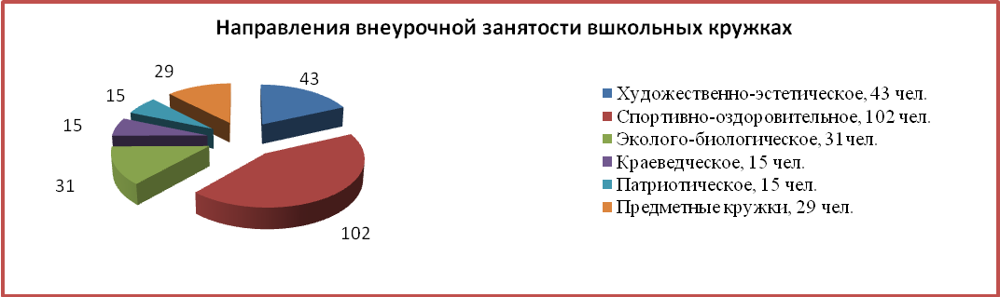 Направления внеурочной занятости вшкольных кружках
29
43
15
15
31
102
Художественно-эстетическое, 43 чел.
Спортивно-оздоровительное, 102 чел.
Эколого-биологическое, 31чел.
Краеведческое, 15 чел.
Патриотическое, 15 чел.
Предметные кружки, 29 чел.